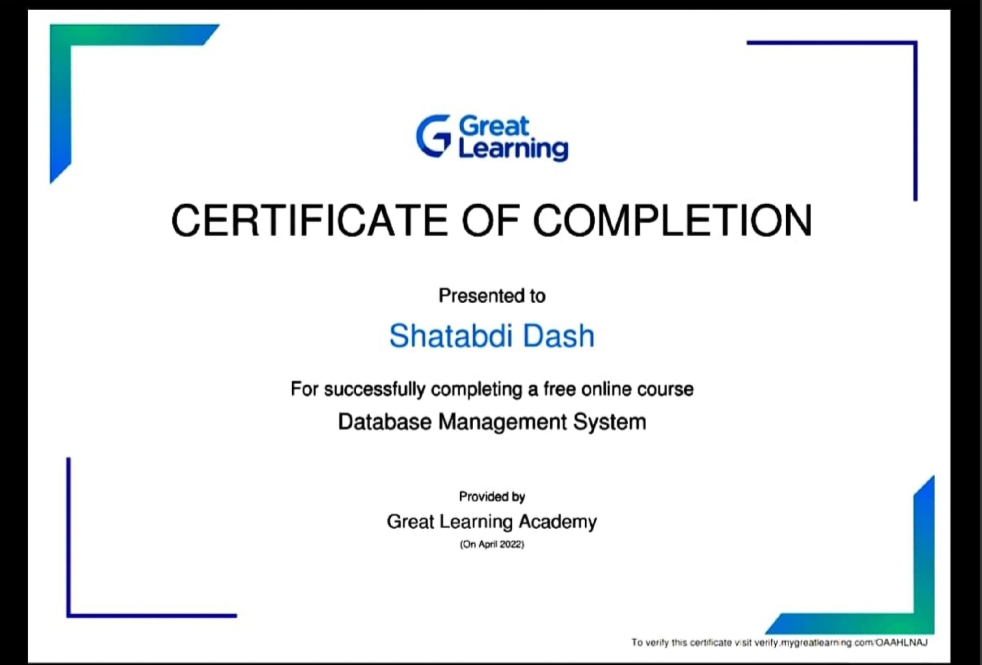 Great
Learning
CERTIFICATE OF COMPLETION
Presented to
Shatabdi Dash
For successfully completing a free online course
Database Management System
Provided by
Great Learning Academy
(On April 2022)
To verify this certificate visit verify.mygreatlearning.com/OAAHLNAJ